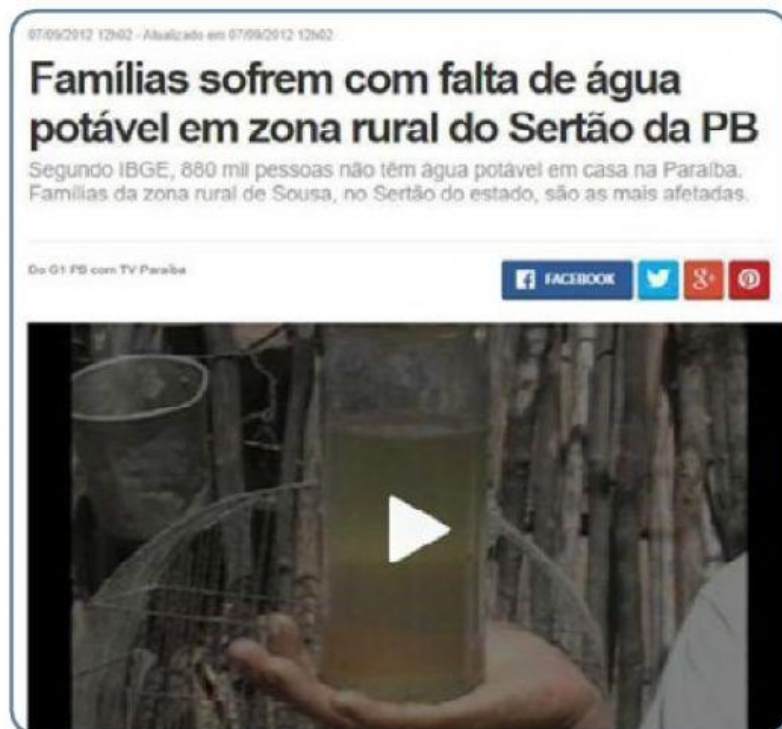 07/09/2012 12h02 - Atualizado em 07/09/2012 12h02
Famílias sofrem com falta de água
potável em zona rural do Sertão da PB
Segundo IBGE, 880 mil pessoas não têm água potável em casa na Paraíba.
Famílias da zona rural de Sousa, no Sertão do estado, são as mais afetadas.
Do G1 PB com TV Paraíba
f FACEBOOK g+